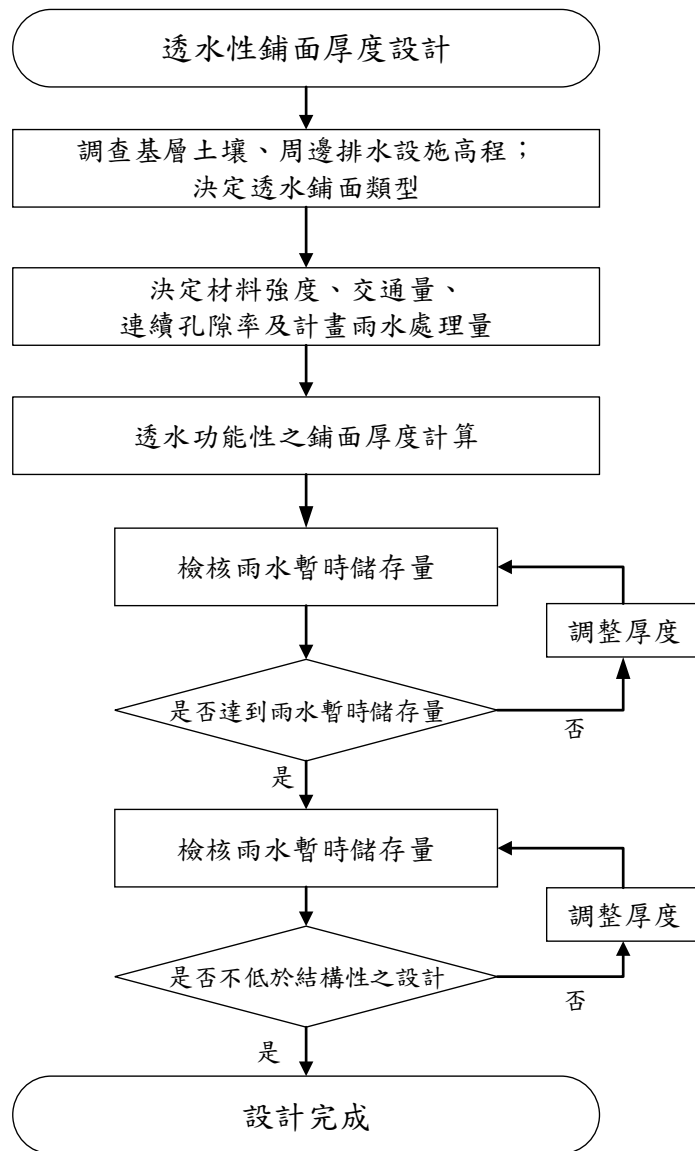 透水性鋪面厚度設計
調查基層土壤、周邊排水設施高程；
決定透水鋪面類型
決定材料強度、交通量、
連續孔隙率及計畫雨水處理量
透水功能性之鋪面厚度計算
檢核雨水暫時儲存量
調整厚度
是否達到雨水暫時儲存量
否
是
檢核雨水暫時儲存量
調整厚度
是否不低於結構性之設計
否
是
設計完成